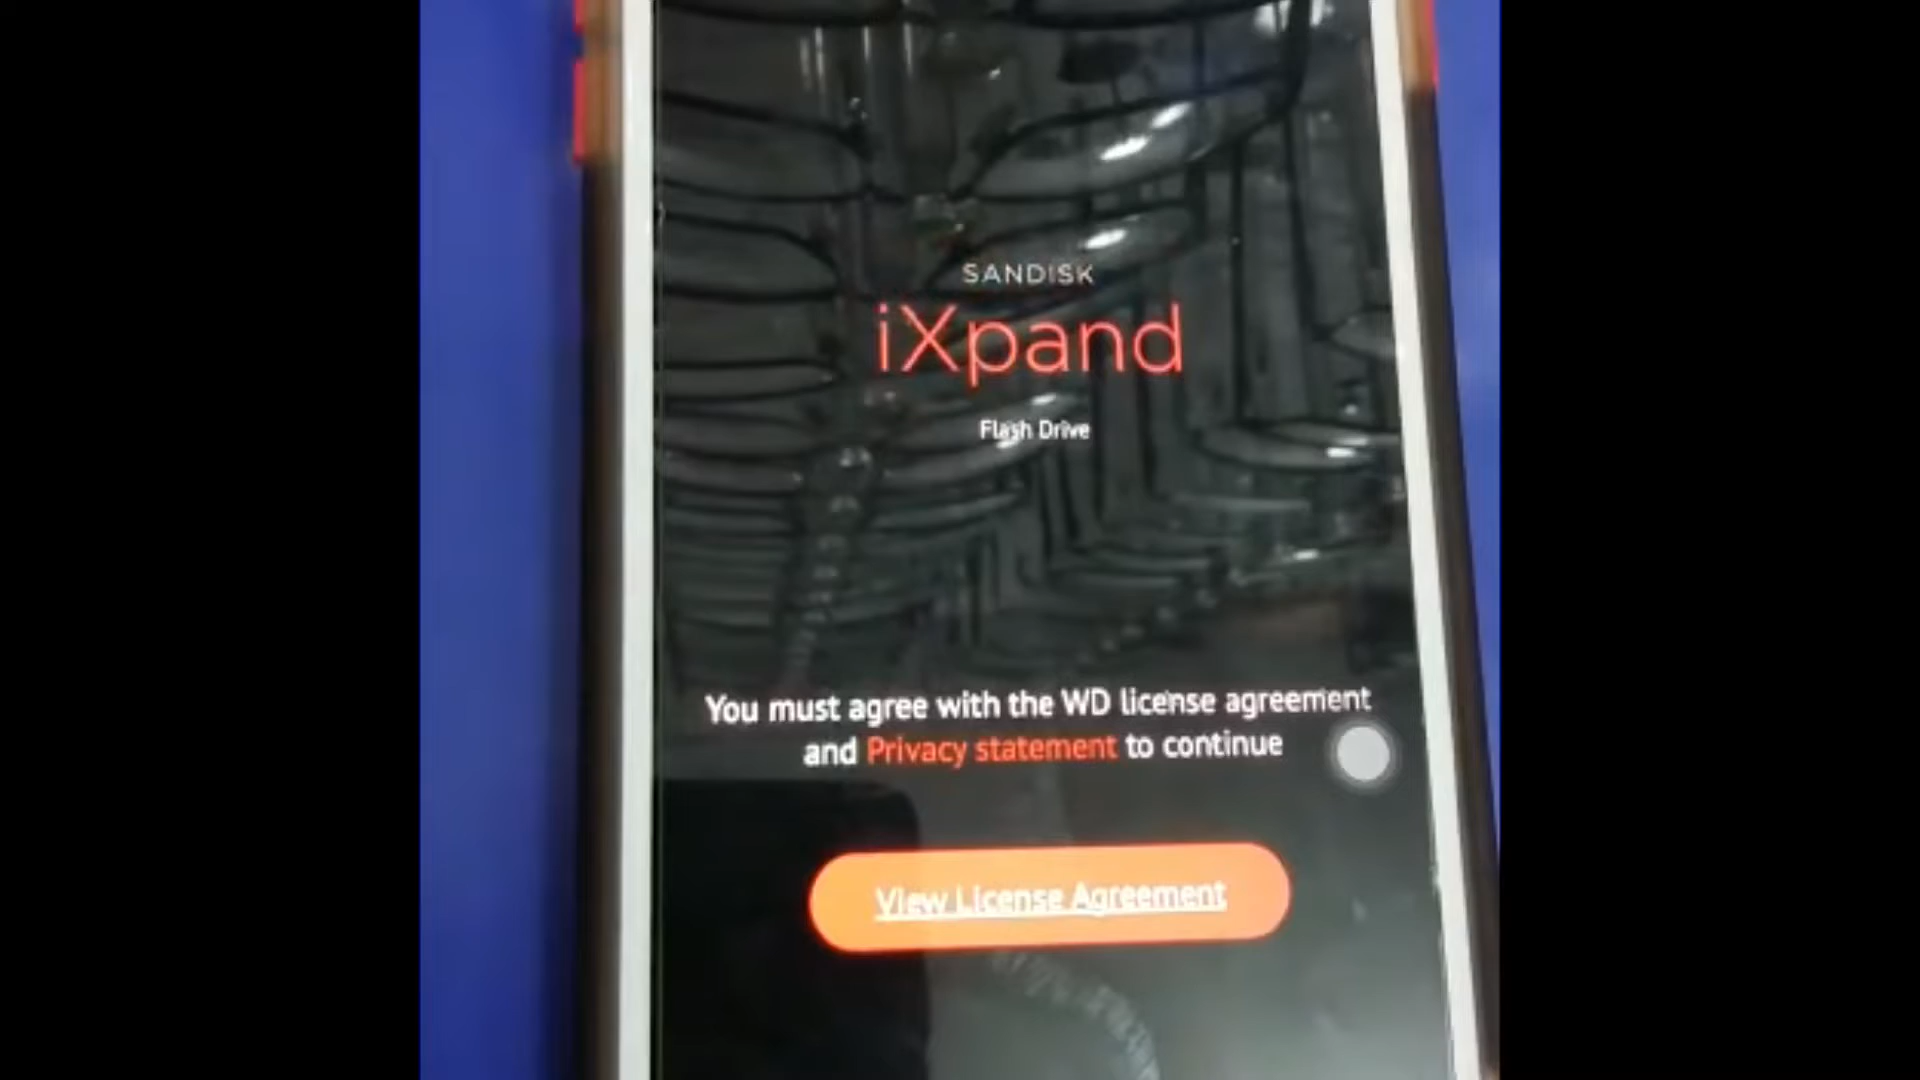 SANDISK
iXpand
Flash Drive
You must agree with the WD license agreement
and Privacy statement to continue
View License Agreement